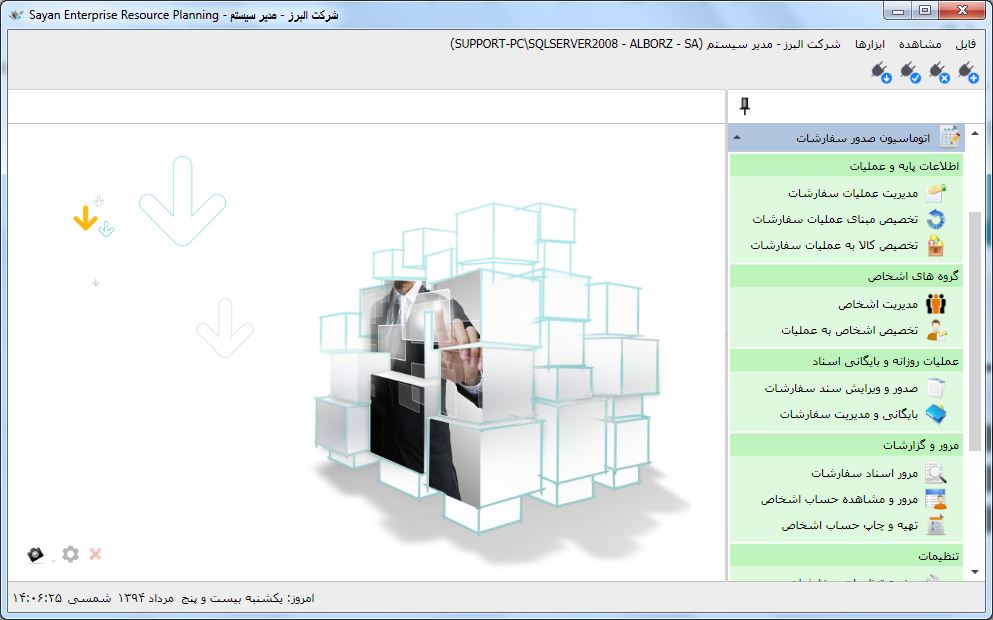 Sayan Enterprise Resource Planning - شرکت البرز - مدیر سیستم
فایل مشاهده ابزارها شرکت البرز - مدیر سیستم (SUPPORT-PC\SQLSERVER2008 - ALBORZ - SA)
اتوماسیون صدور سفارشات
اطلاعات پایه و عملیات
مدیریت عملیات سفارشات
تخصیص مبنای عملیات سفارشات
تخصیص کالا به عملیات سفارشات
گروه های اشخاص
مدیریت اشخاص
تخصیص اشخاص به عملیات
عملیات روزانه و بایگانی اسناد
صدور و ویرایش سند سفارشات
بایگانی و مدیریت سفارشات
مرور و گزارشات
مرور اسناد سفارشات
مرور و مشاهده حساب اشخاص
تهیه و چاپ حساب اشخاص
تنظیمات
امروز: یکشنبه بیست و پنج مرداد ۱۳۹۴ شمسی ۱۴:۰۶:۲۵